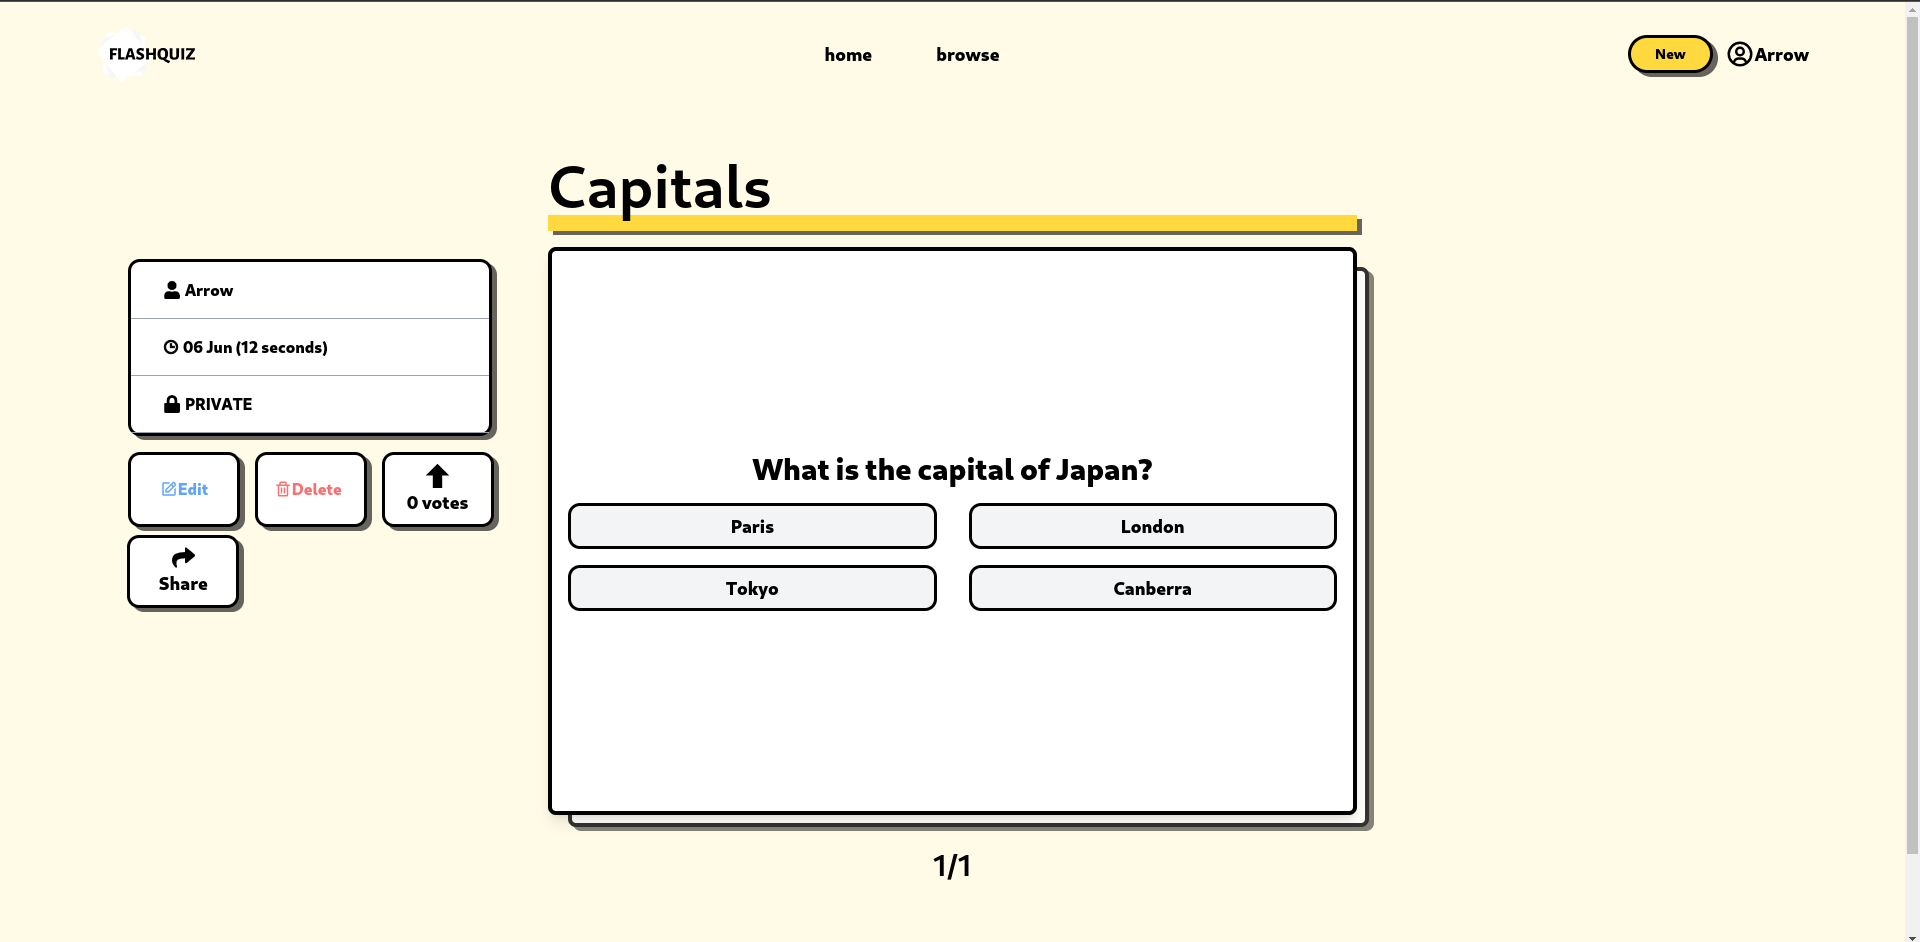 FLASHQUIZ
home browse
New Arrow
Capitals
Arrow
06 Jun (12 seconds)
PRIVATE
Edit Delete
0 votes
Share
What is the capital of Japan?
Paris London
Tokyo Canberra
1/1